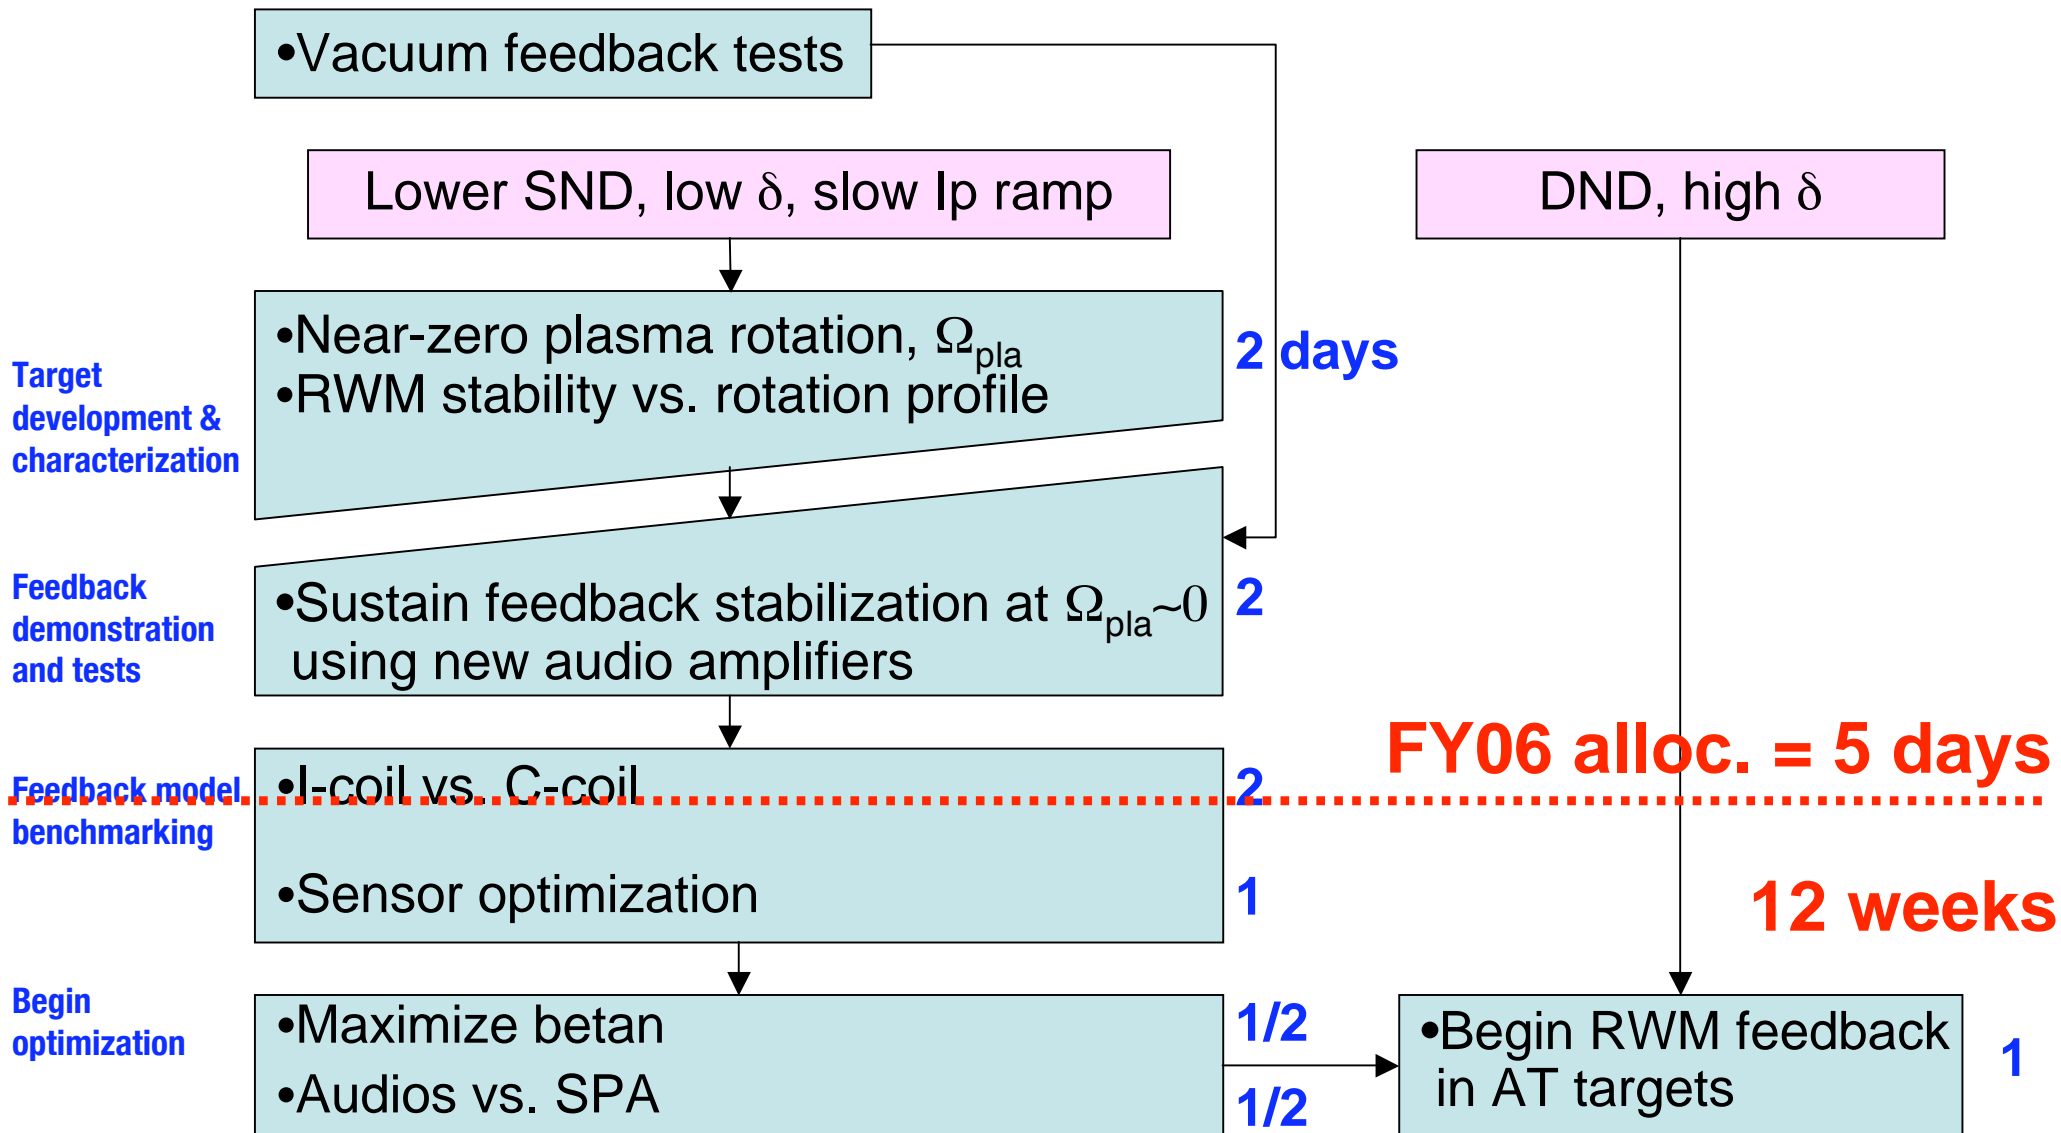 •Vacuum feedback tests
Lower SND, low δ, slow Ip ramp
DND, high δ
Target
development &
characterization
•Near-zero plasma rotation, Ωpla
•RWM stability vs. rotation profile
2 days
Feedback
demonstration
and tests
•Sustain feedback stabilization at Ωpla~0
using new audio amplifiers
2
FY06 alloc. = 5 days
Feedback model
benchmarking
•I-coil vs. C-coil
2
•Sensor optimization
1
12 weeks
Begin
optimization
•Maximize betan
1/2
•Audios vs. SPA
1/2
•Begin RWM feedback
in AT targets
1